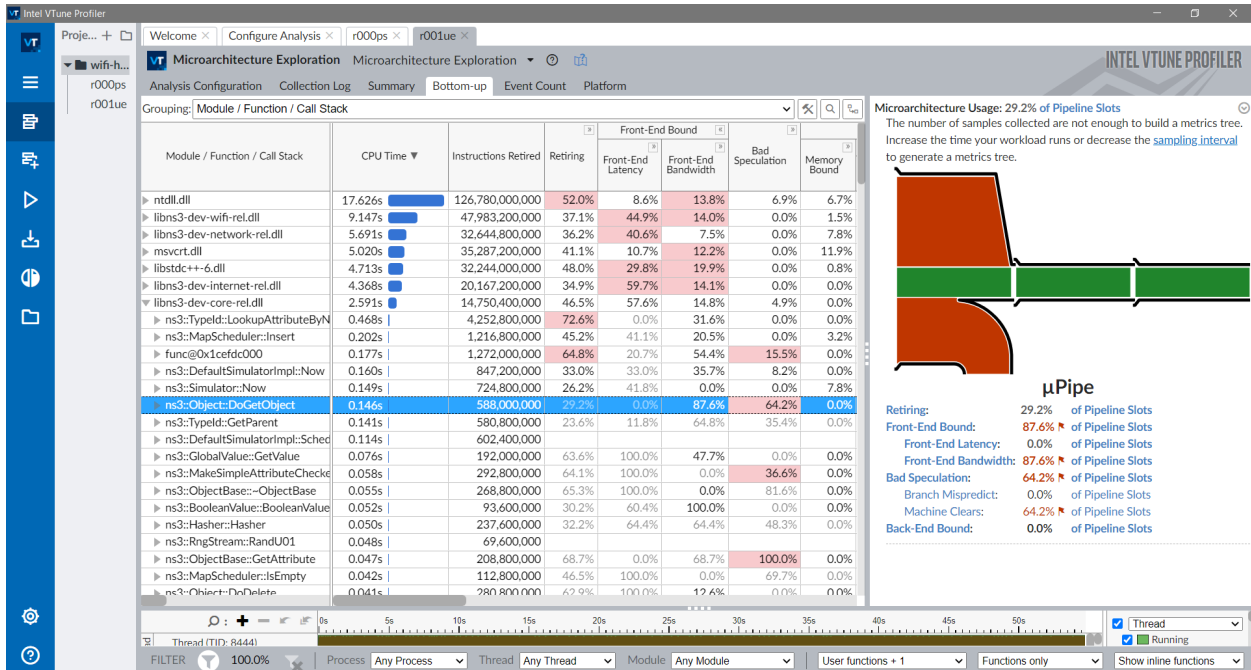 Intel VTune Profiler
Proje...
wifi-h...
r000ps
r001ue
Welcome
Configure Analysis
r000ps
r001ue
VT
Microarchitecture Exploration
Microarchitecture Exploration
INTEL VTUNE PROFILER
Analysis Configuration
Collection Log
Summary
Bottom-up
Event Count
Platform
Grouping: Module / Function / Call Stack
Module / Function / Call Stack
CPU Time
Instructions Retired
Retiring
Front-End Bound
Front-End Latency
Front-End Bandwidth
Bad Speculation
Memory Bound
ntdll.dll 17.626s 126,780,000,000 52.0% 8.6% 13.8% 6.9% 6.7%
libns3-dev-wifi-rel.dll 9.147s 47,983,200,000 37.1% 44.9% 14.0% 0.0% 1.5%
libns3-dev-network-rel.dll 5.691s 32,644,800,000 36.2% 40.6% 7.5% 0.0% 7.8%
msvcrt.dll 5.020s 35,287,200,000 41.1% 10.7% 12.2% 0.0% 11.9%
libstdc++-6.dll 4.713s 32,244,000,000 48.0% 29.8% 19.9% 0.0% 0.8%
libns3-dev-internet-rel.dll 4.368s 20,167,200,000 34.9% 59.7% 14.1% 0.0% 0.0%
libns3-dev-core-rel.dll 2.591s 14,750,400,000 46.5% 57.6% 14.8% 4.9% 0.0%
ns3::TypeId::LookupAttributeByN 0.468s 4,252,800,000 72.6% 0.0% 31.6% 0.0% 0.0%
ns3::MapScheduler::Insert 0.202s 1,216,800,000 45.2% 41.1% 20.5% 0.0% 3.2%
func@0x1cefdc000 0.177s 1,272,000,000 64.8% 20.7% 54.4% 15.5% 0.0%
ns3::DefaultSimulatorImpl::Now 0.160s 847,200,000 33.0% 33.0% 35.7% 8.2% 0.0%
ns3::Simulator::Now 0.149s 724,800,000 26.2% 41.8% 0.0% 0.0% 7.8%
ns3::Object::DoGetObject 0.146s 588,000,000 29.2% 0.0% 87.6% 64.2% 0.0%
ns3::TypeId::GetParent 0.141s 580,800,000 23.6% 11.8% 64.8% 35.4% 0.0%
ns3::DefaultSimulatorImpl::Sched 0.114s 602,400,000
ns3::GlobalValue::GetValue 0.076s 192,000,000 63.6% 100.0% 47.7% 0.0% 0.0%
ns3::MakeSimpleAttributeChecke 0.058s 292,800,000 64.1% 100.0% 0.0% 36.6% 0.0%
ns3::ObjectBase::~ObjectBase 0.055s 268,800,000 65.3% 100.0% 0.0% 81.6% 0.0%
ns3::BooleanValue::BooleanValue 0.052s 93,600,000 30.2% 60.4% 100.0% 0.0% 0.0%
ns3::Hasher::Hasher 0.050s 237,600,000 32.2% 64.4% 64.4% 48.3% 0.0%
ns3::RngStream::RandU01 0.048s 69,600,000
ns3::ObjectBase::GetAttribute 0.047s 208,800,000 68.7% 0.0% 68.7% 100.0% 0.0%
ns3::MapScheduler::IsEmpty 0.042s 112,800,000 46.5% 100.0% 0.0% 69.7% 0.0%
ns3::Object::DoDelete 0.041s 280,800,000 62.9% 100.0% 12.6% 0.0% 0.0%
Microarchitecture Usage: 29.2% of Pipeline Slots
The number of samples collected are not enough to build a metrics tree.
Increase the time your workload runs or decrease the sampling interval
to generate a metrics tree.
µPipe
Retiring: 29.2% of Pipeline Slots
Front-End Bound: 87.6% of Pipeline Slots
Front-End Latency: 0.0% of Pipeline Slots
Front-End Bandwidth: 87.6% of Pipeline Slots
Bad Speculation: 64.2% of Pipeline Slots
Branch Mispredict: 0.0% of Pipeline Slots
Machine Clears: 64.2% of Pipeline Slots
Back-End Bound: 0.0% of Pipeline Slots
0s 5s 10s 15s 20s 25s 30s 35s 40s 45s 50s
Thread (TID: 8444)
Thread
Running
FILTER 100.0% Process Any Process Thread Any Thread Module Any Module User functions + 1 Functions only Show inline functions